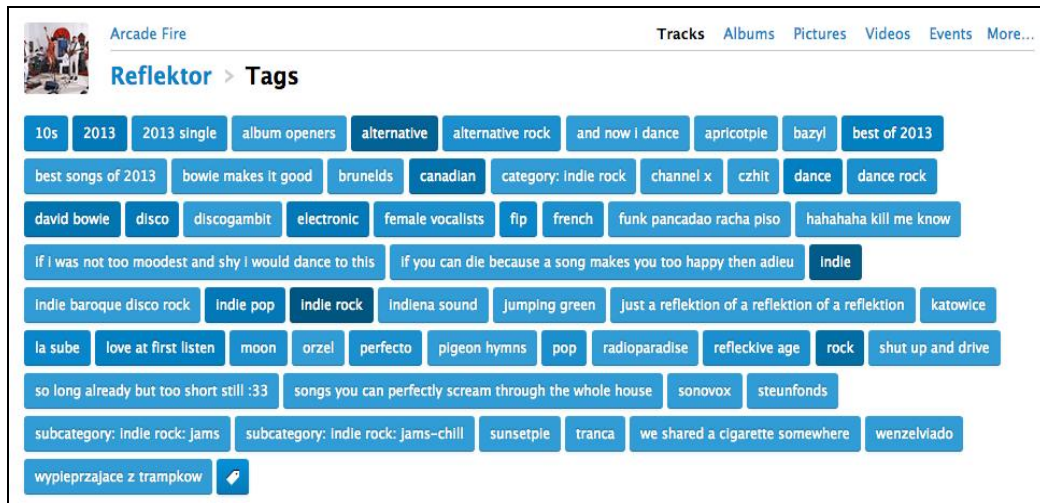 Arcade Fire Tracks Albums Pictures Videos Events More...
Reflektor > Tags
10s 2013 2013 single album openers alternative alternative rock and now i dance apricotpie bazyl best of 2013
best songs of 2013 bowie makes it good brunelds canadian category: indie rock channel x czhit dance dance rock
david bowie disco discogambit electronic female vocalists fip french funk pancadao racha piso hahahaha kill me know
if i was not too moodest and shy i would dance to this if you can die because a song makes you too happy then adieu indie
indie baroque disco rock indie pop indie rock indiena sound jumping green just a reflektion of a reflektion of a reflektion katowice
la sube love at first listen moon orzel perfecto pigeon hymns pop radioparadise refleckive age rock shut up and drive
so long already but too short still :33 songs you can perfectly scream through the whole house sonovox steunfonds
subcategory: indie rock: jams subcategory: indie rock: jams-chill sunsetpie tranca we shared a cigarette somewhere wenzelviado
wypieprzajace z trampkow